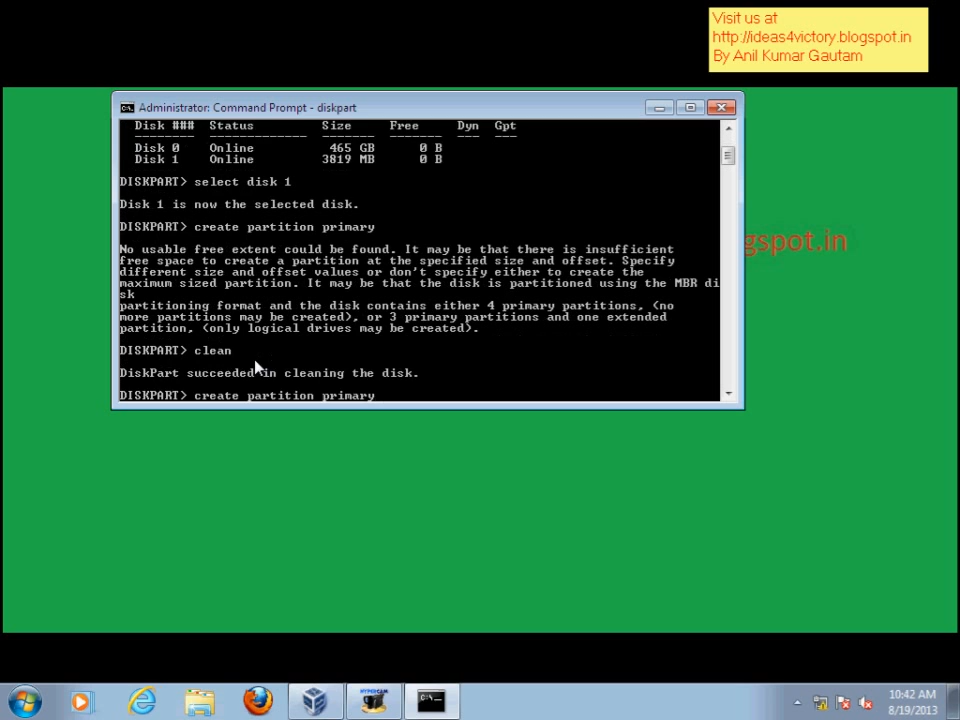 Visit us at
http://ideas4victory.blogspot.in
By Anil Kumar Gautam
Administrator: Command Prompt - diskpart
Disk ### Status Size Free Dyn Gpt
-------- ------------- ------- ------- --- ---
Disk 0 Online 465 GB 0 B
Disk 1 Online 3819 MB 0 B
DISKPART> select disk 1
Disk 1 is now the selected disk.
DISKPART> create partition primary
No usable free extent could be found. It may be that there is insufficient
free space to create a partition at the specified size and offset. Specify
different size and offset values or don't specify either to create the
maximum sized partition. It may be that the disk is partitioned using the MBR di
sk
partitioning format and the disk contains either 4 primary partitions, (no
more partitions may be created), or 3 primary partitions and one extended
partition, (only logical drives may be created).
DISKPART> clean
DiskPart succeeded in cleaning the disk.
DISKPART> create partition primary
gspot.in
HYPERCAM
10:42 AM
8/19/2013